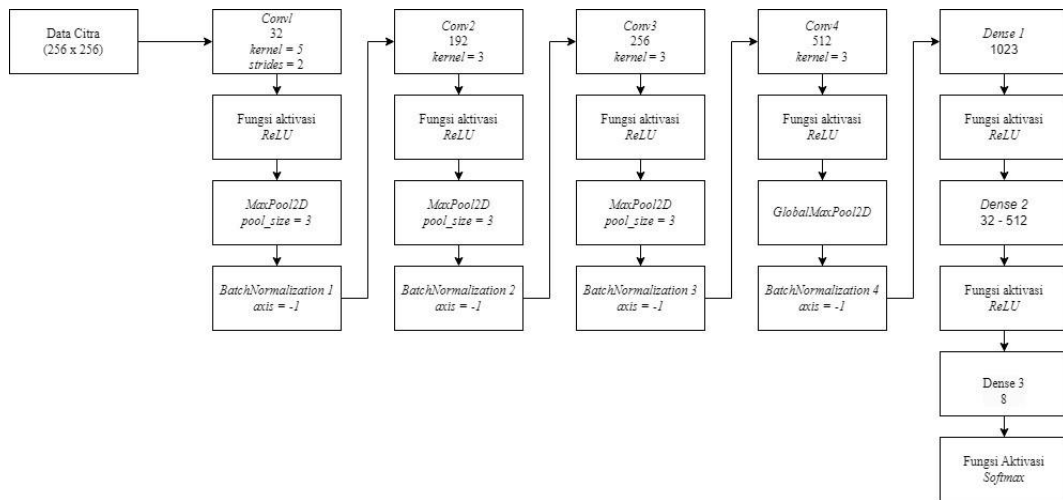 Data Citra
(256 x 256)
Conv1
32
kernel = 5
strides = 2
Fungsi aktivasi
ReLU
MaxPool2D
pool_size = 3
BatchNormalization 1
axis = -1
Conv2
192
kernel = 3
Fungsi aktivasi
ReLU
MaxPool2D
pool_size = 3
BatchNormalization 2
axis = -1
Conv3
256
kernel = 3
Fungsi aktivasi
ReLU
MaxPool2D
pool_size = 3
BatchNormalization 3
axis = -1
Conv4
512
kernel = 3
Fungsi aktivasi
ReLU
GlobalMaxPool2D
BatchNormalization 4
axis = -1
Dense 1
1023
Fungsi aktivasi
ReLU
Dense 2
32 - 512
Fungsi aktivasi
ReLU
Dense 3
8
Fungsi Aktivasi
Softmax